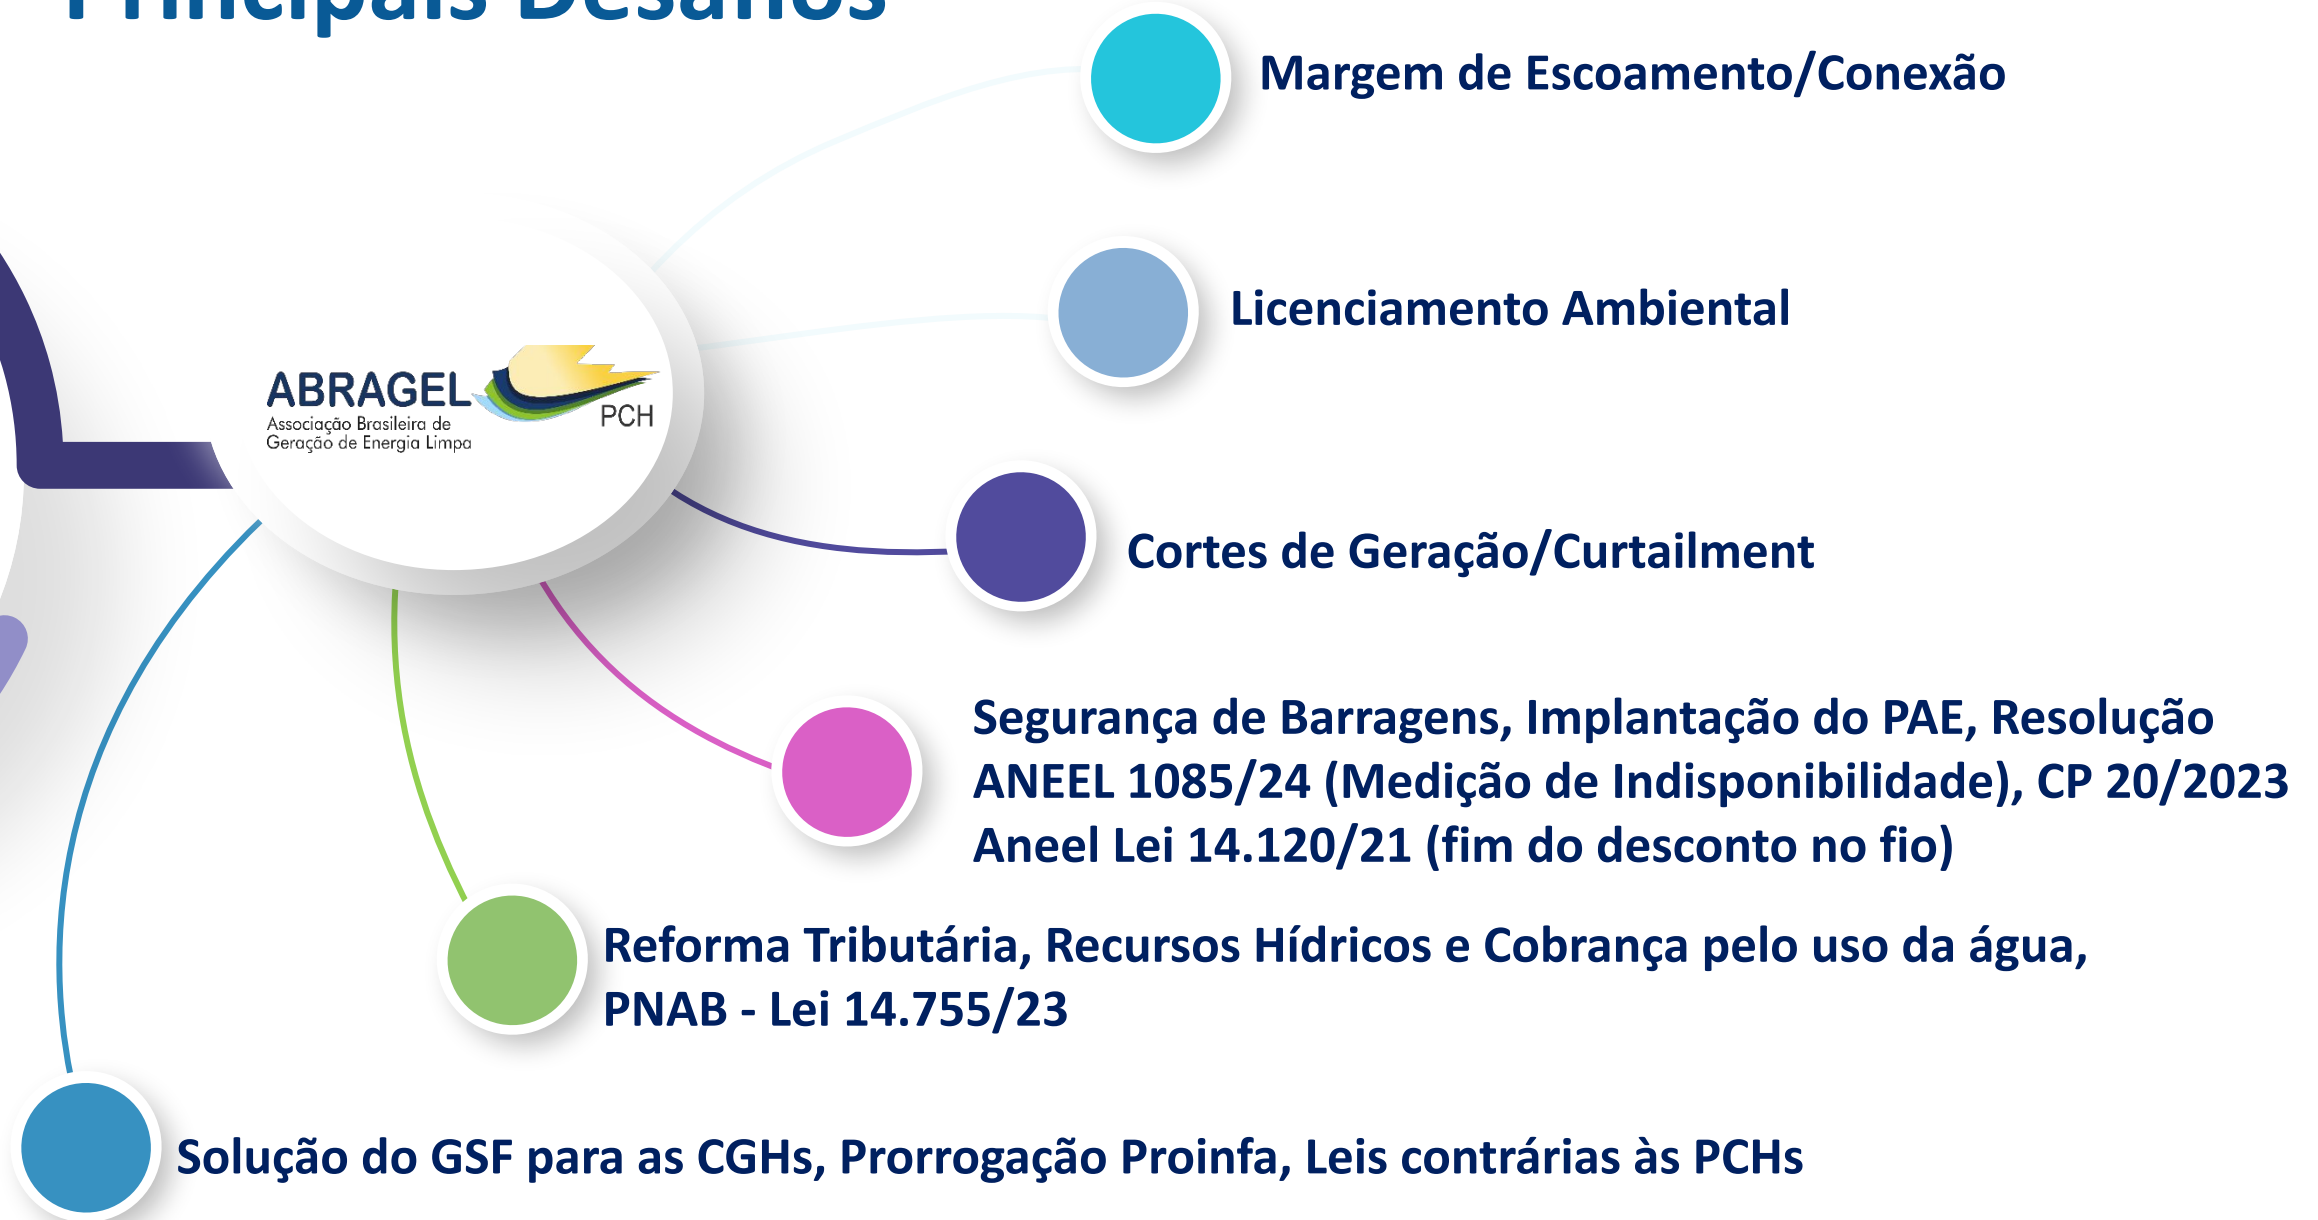 Principais Desafios
Margem de Escoamento/Conexão
Licenciamento Ambiental
ABRAGEL
Associação Brasileira de
Geração de Energia Limpa
PCH
Cortes de Geração/Curtailment
Segurança de Barragens, Implantação do PAE, Resolução
ANEEL 1085/24 (Medição de Indisponibilidade), CP 20/2023
Aneel Lei 14.120/21 (fim do desconto no fio)
Reforma Tributária, Recursos Hídricos e Cobrança pelo uso da água,
PNAB - Lei 14.755/23
Solução do GSF para as CGHs, Prorrogação Proinfa, Leis contrárias às PCHs